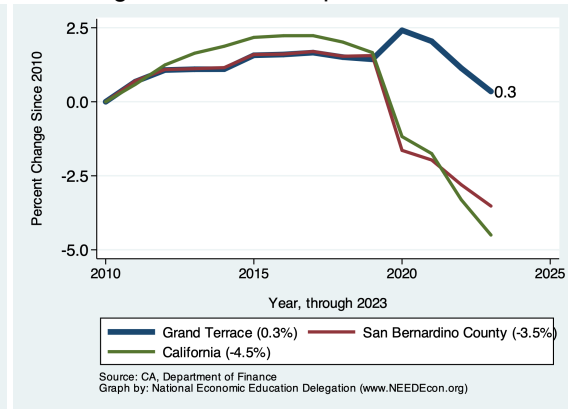 2.5
0.0
-2.5
-5.0
Percent Change Since 2010
0.3
2010 2015 2020 2025
Year, through 2023
Grand Terrace (0.3%) San Bernardino County (-3.5%)
California (-4.5%)
Source: CA, Department of Finance
Graph by: National Economic Education Delegation (www.NEEDEcon.org)